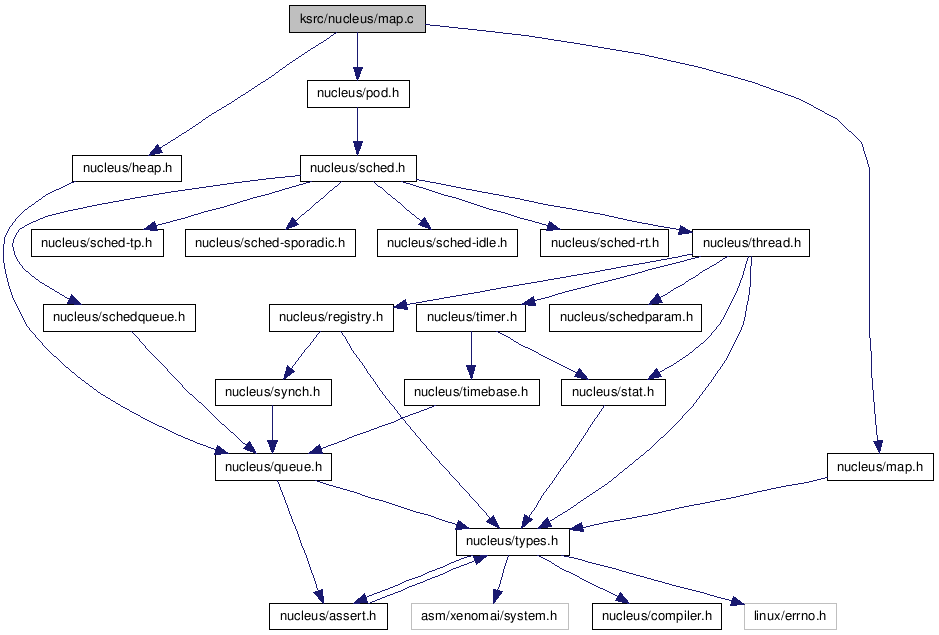 ksrc/nucleus/map.c
nucleus/pod.h
nucleus/heap.h
nucleus/sched.h
nucleus/sched-tp.h
nucleus/sched-sporadic.h
nucleus/sched-idle.h
nucleus/sched-rt.h
nucleus/thread.h
nucleus/schedqueue.h
nucleus/registry.h
nucleus/timer.h
nucleus/schedparam.h
nucleus/synch.h
nucleus/timebase.h
nucleus/stat.h
nucleus/queue.h
nucleus/map.h
nucleus/types.h
nucleus/assert.h
asm/xenomai/system.h
nucleus/compiler.h
linux/errno.h